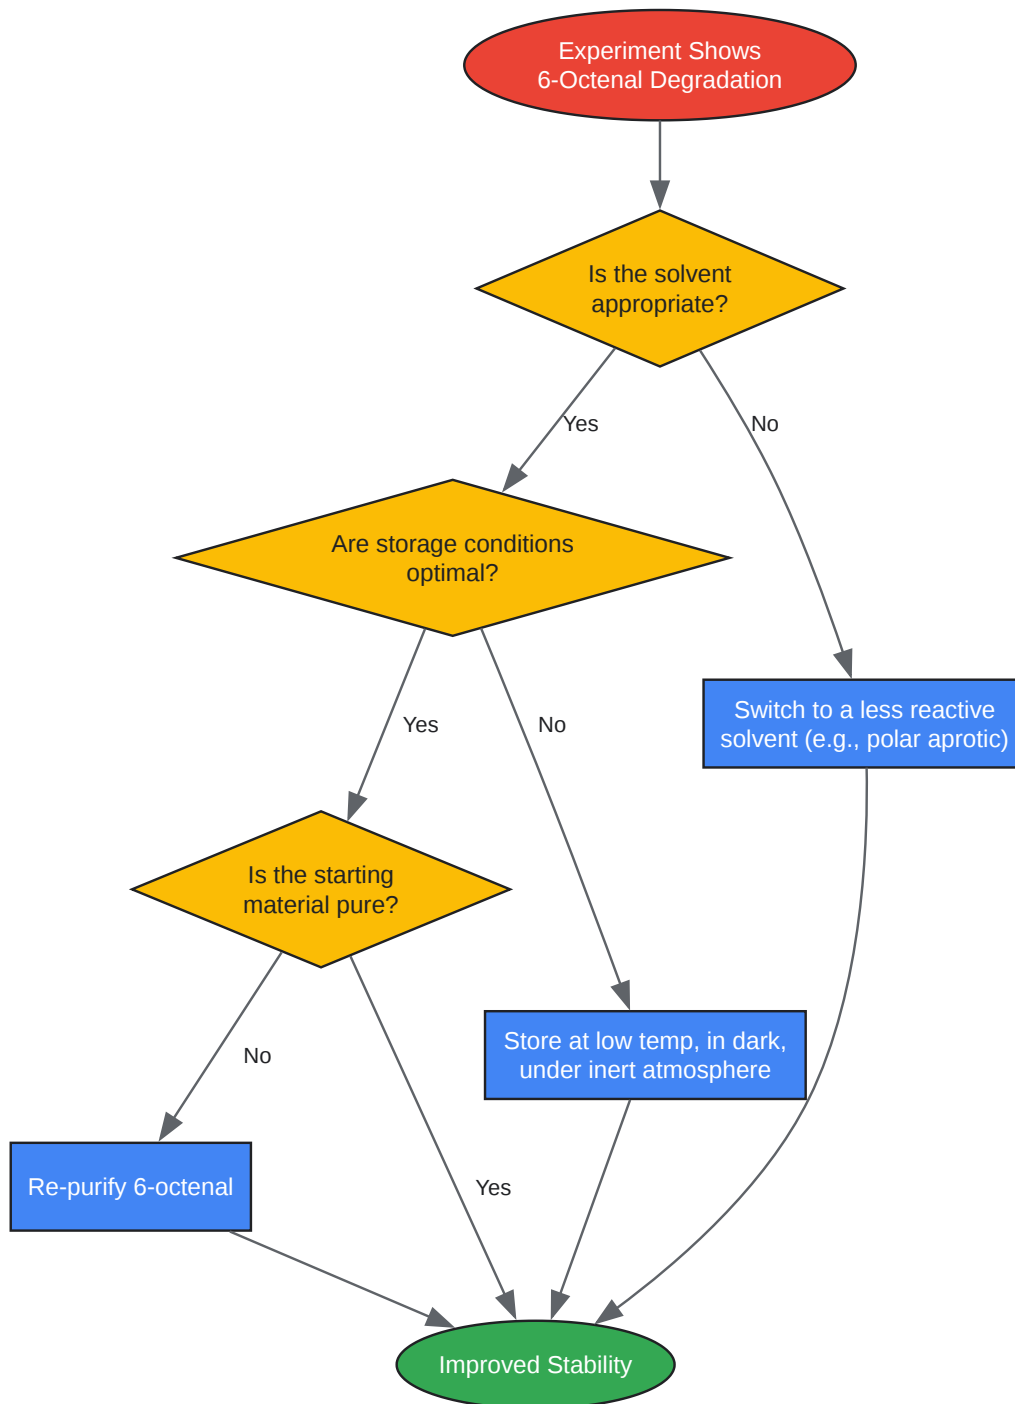 Experiment Shows
6-Octenal Degradation
Is the solvent
appropriate?
Yes
No
Are storage conditions
optimal?
Switch to a less reactive
solvent (e.g., polar aprotic)
Yes
No
Is the starting
material pure?
Store at low temp, in dark,
under inert atmosphere
No
Re-purify 6-octenal
Yes
Improved Stability